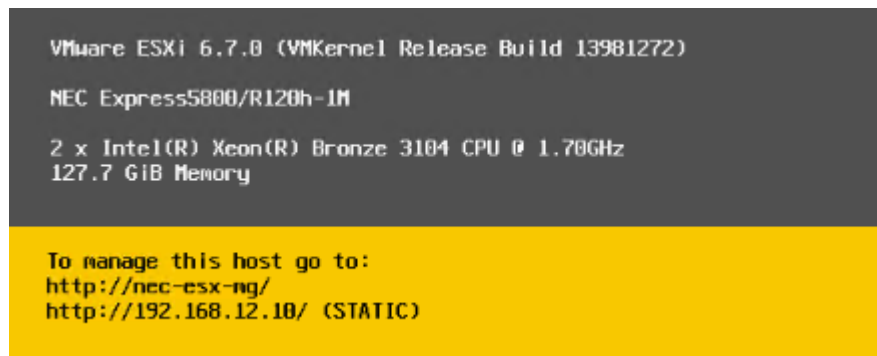 VMware ESXi 6.7.0 (VMKernel Release Build 13981272)
NEC Express5800/R120h-1M
2 x Intel(R) Xeon(R) Bronze 3104 CPU @ 1.70GHz
127.7 GiB Memory
To manage this host go to:
http://nec-esx-mg/
http://192.168.12.10/ (STATIC)